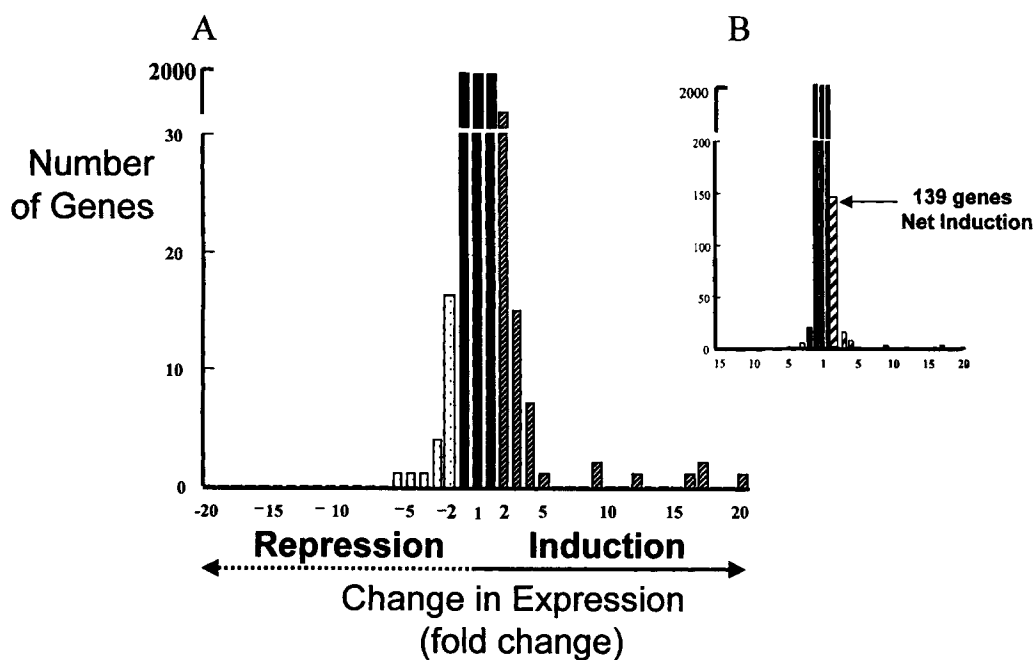 A
2000
30
20
10
0
Number
of Genes
-20 −15 − 10 −5 −2 1 2 5 10 15 20
Repression Induction
Change in Expression
(fold change)
B
2000
200
150
100
50
0
139 genes
Net Induction
15 10 5 1 5 10 15 20